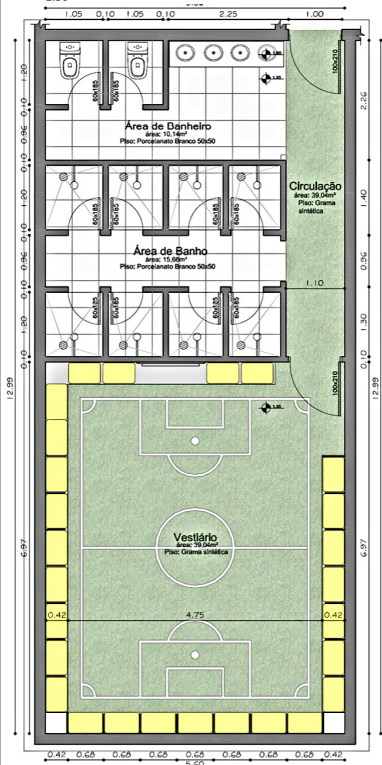 1.05
0.10
1.05
0.10
2.25
1.00
1.20
0.10
0.96
0.10
1.20
0.10
0.96
0.10
1.20
0.10
60x185
60x185
100x210
2.26
Área de Banheiro
área: 10,14m²
Piso: Porcelanato Branco 50x50
Circulação
área: 39,04m²
Piso: Grama
sintética
1.40
60x185
60x185
60x185
60x185
Área de Banho
área: 15,66m²
Piso: Porcelanato Branco 50x50
0.96
1.10
60x125
60x185
60x125
60x185
1.30
0.10
100x210
12.99
12.99
6.97
6.97
Vestiário
área: 39,04m²
Piso: Grama sintética
0.42
4.75
0.42
0.42
0.68
0.68
0.68
0.68
0.68
0.68
0.68
0.42
5.60